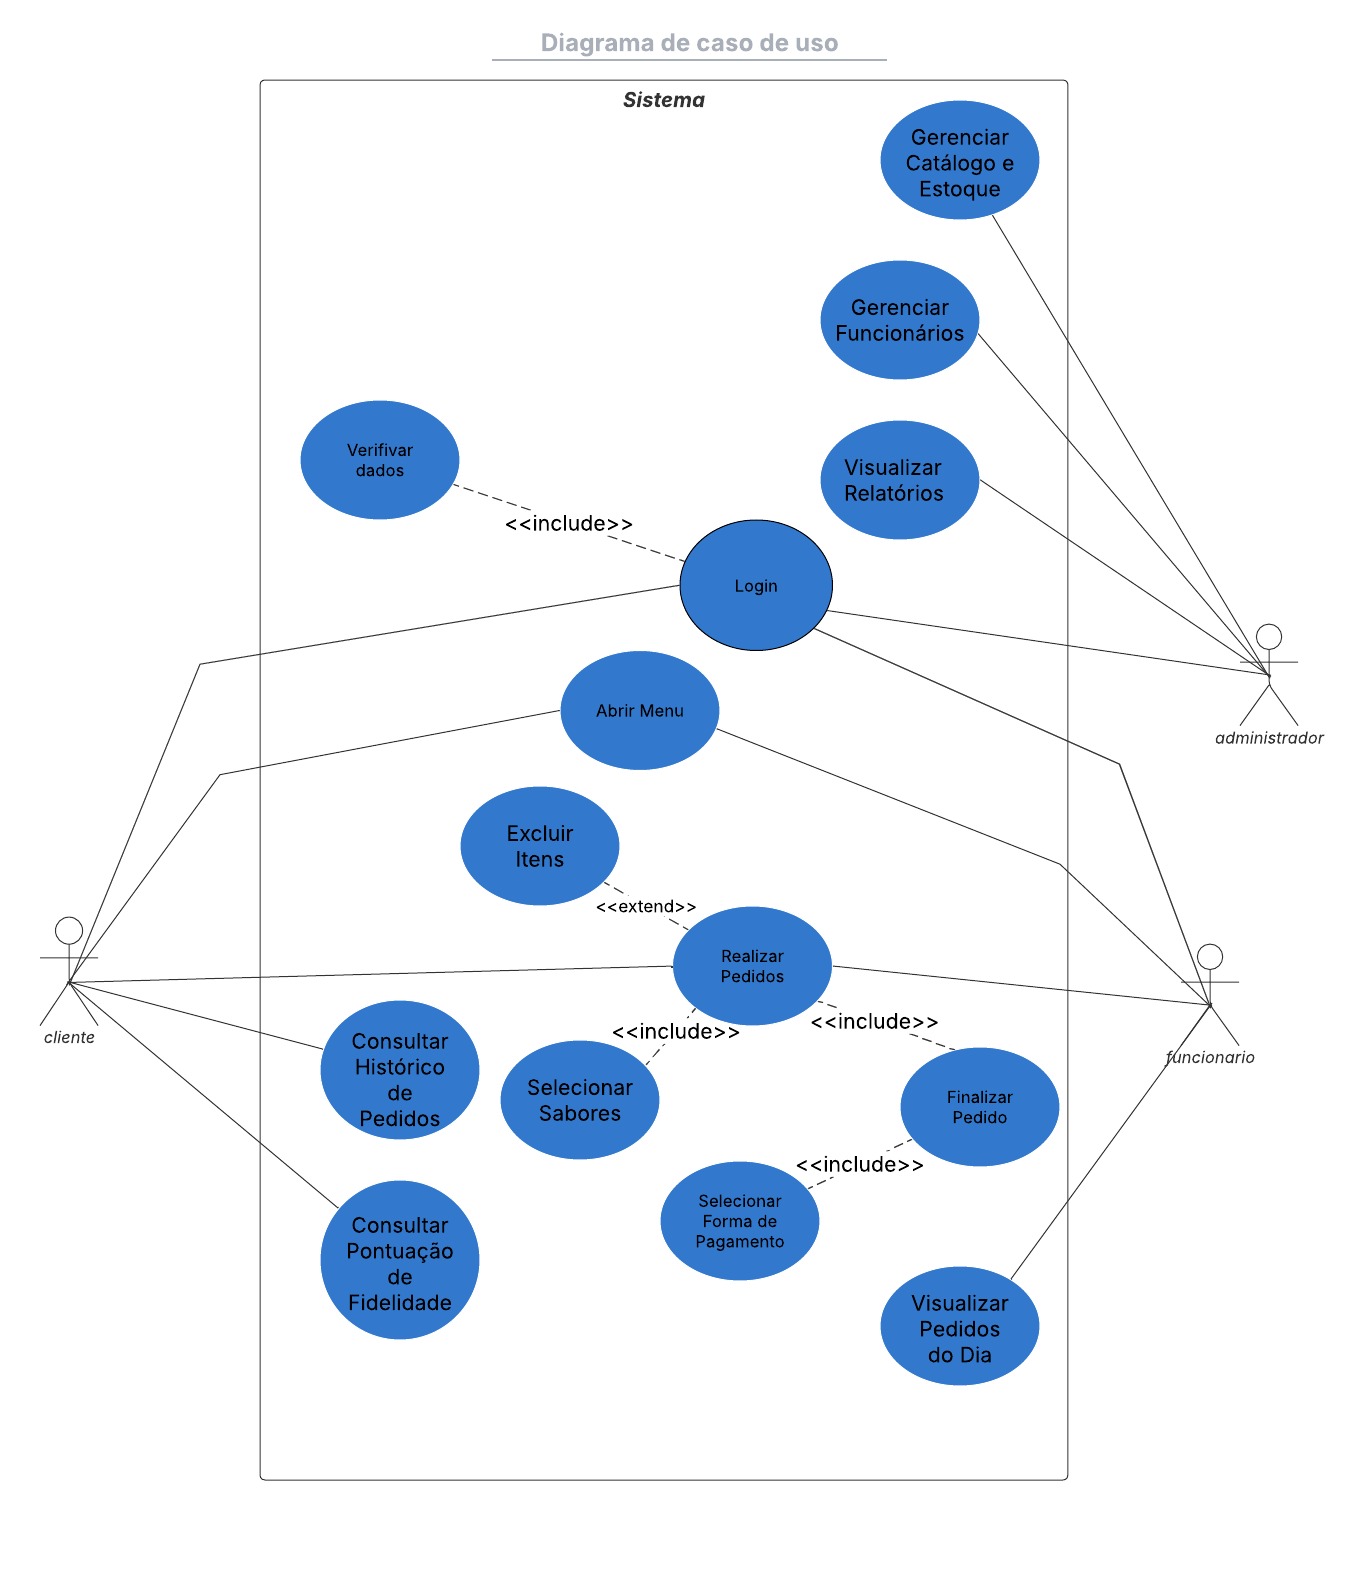 Diagrama de caso de uso
Sistema
Gerenciar
Catálogo e
Estoque
Gerenciar
Funcionários
Verifivar
dados
Visualizar
Relatórios
<<include>>
Login
Abrir Menu
administrador
Excluir
Itens
<<extend>>
Realizar
Pedidos
cliente
<<include>>
<<include>>
funcionario
Consultar
Histórico
de
Pedidos
Selecionar
Sabores
Finalizar
Pedido
<<include>>
Selecionar
Forma de
Pagamento
Consultar
Pontuação
de
Fidelidade
Visualizar
Pedidos
do Dia